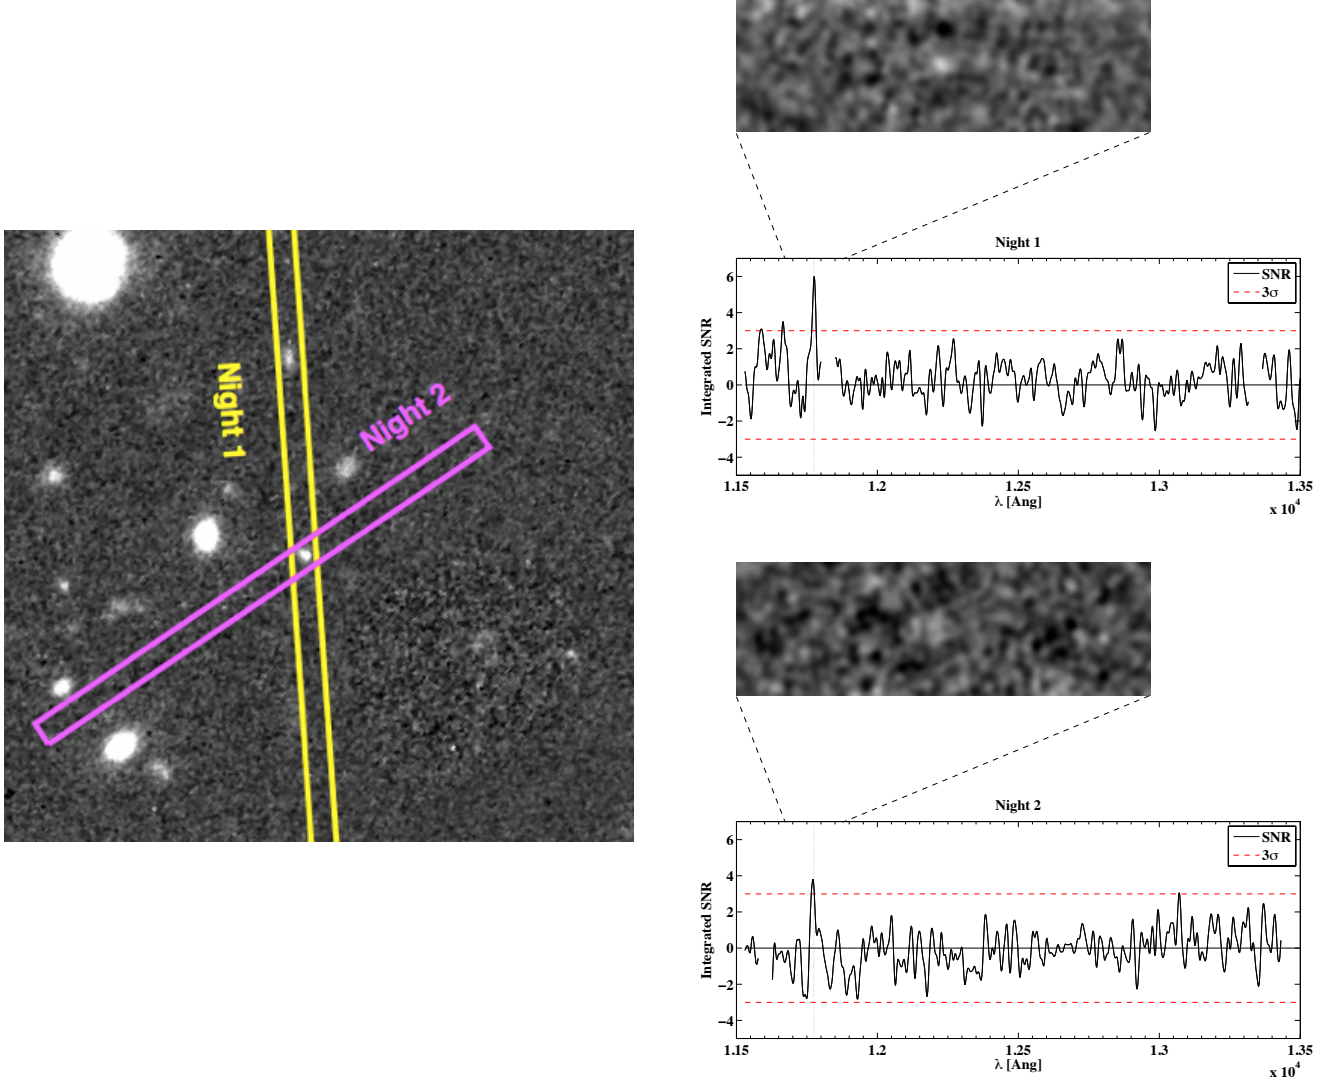 Night 1
Night 2
Night 1
SNR
3σ
Integrated SNR
6
4
2
0
−2
−4
1.15
1.2
1.25
1.3
1.35
λ [Ang]
x 10⁴
Night 2
SNR
3σ
Integrated SNR
6
4
2
0
−2
−4
1.15
1.2
1.25
1.3
1.35
λ [Ang]
x 10⁴